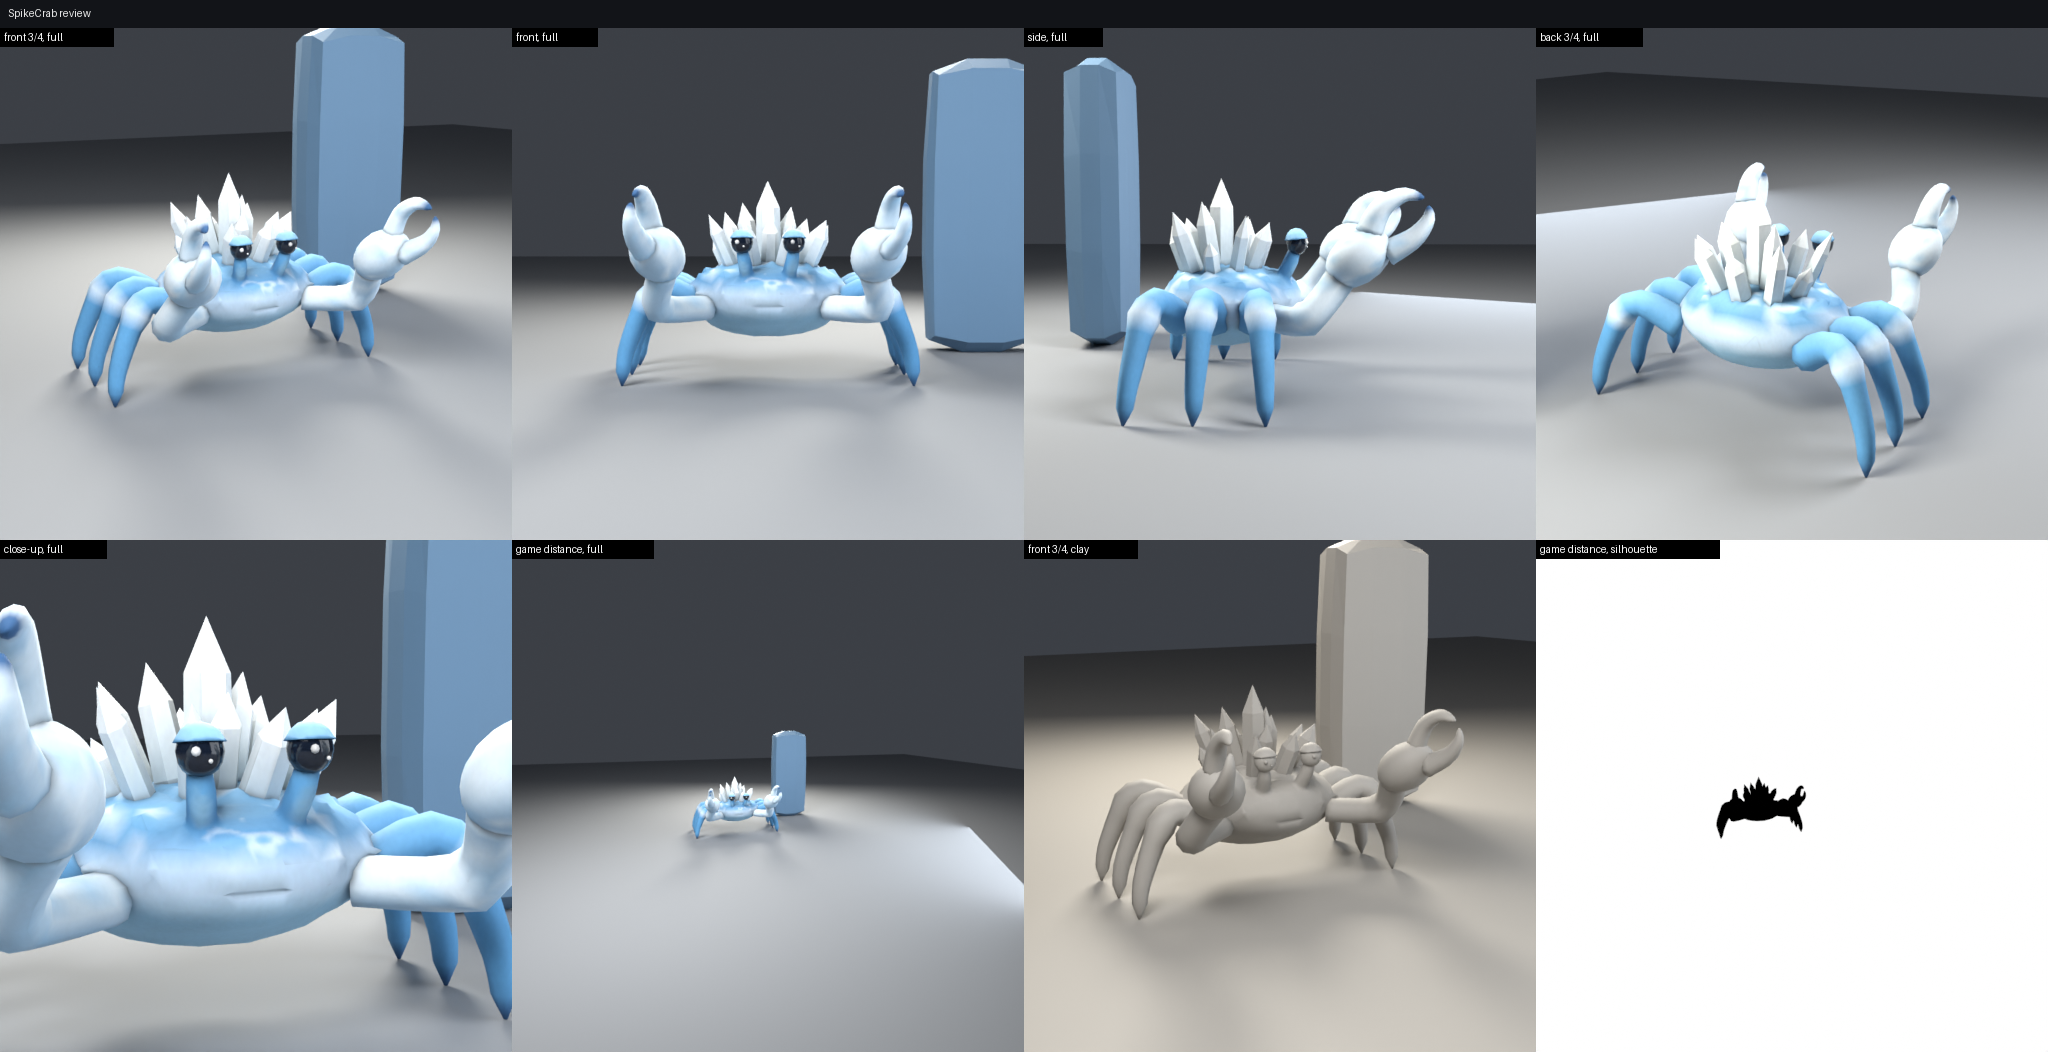 SpikeCrab review
front 3/4, full
front, full
side, full
back 3/4, full
close-up, full
game distance, full
front 3/4, clay
game distance, silhouette